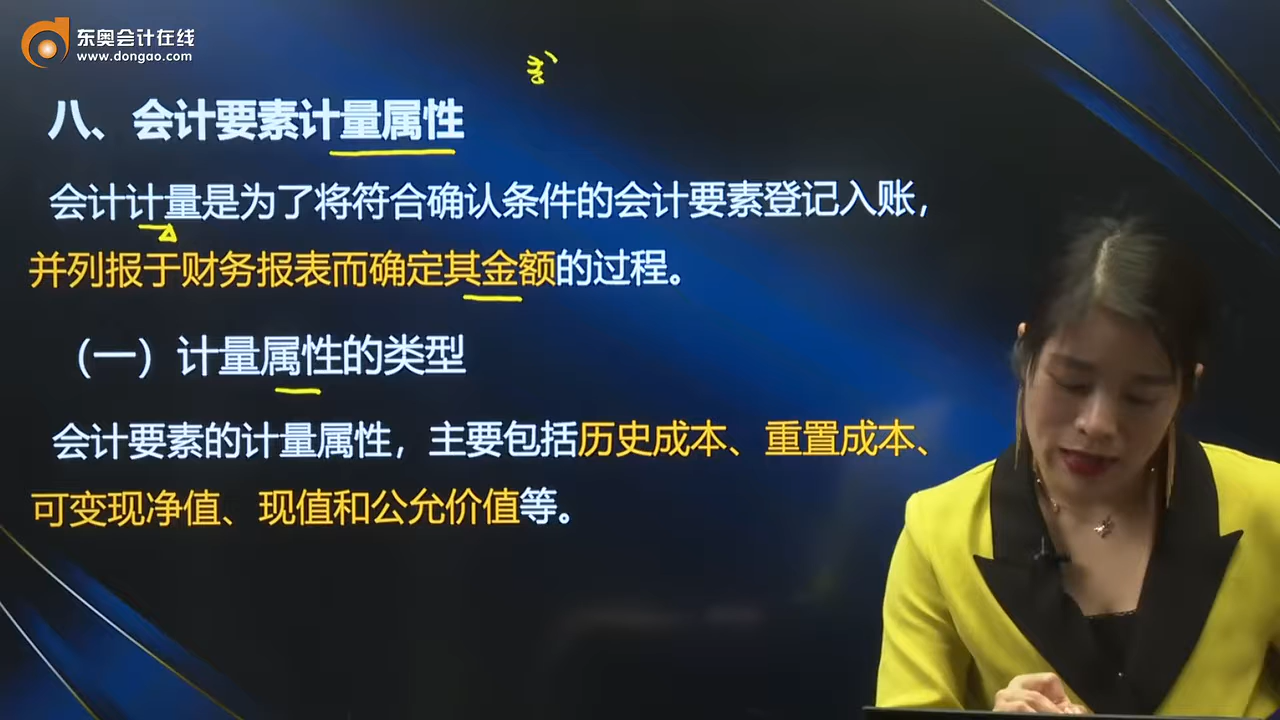 东奥会计在线
www.dongao.com
八、会计要素计量属性
会计计量是为了将符合确认条件的会计要素登记入账，
并列报于财务报表而确定其金额的过程。
（一）计量属性的类型
会计要素的计量属性，主要包括历史成本、重置成本、
可变现净值、现值和公允价值等。